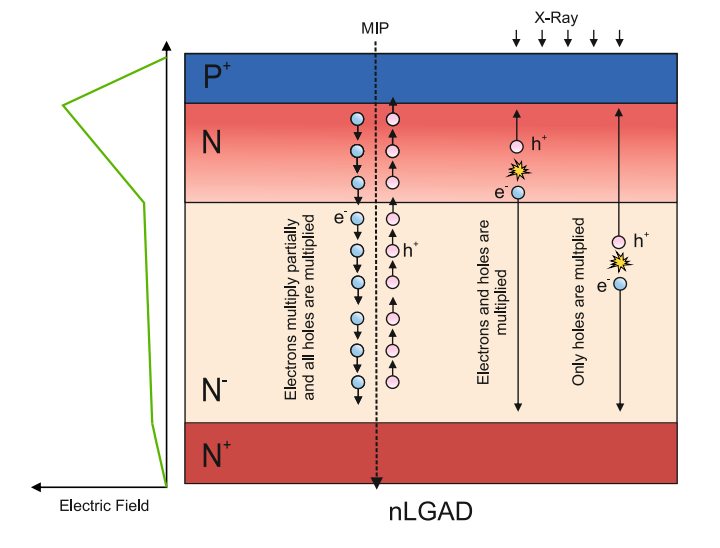 MIP
X-Ray
P+
N
h+
e-
e-
h+
h+
e-
Electrons multiply partially
and all holes are multiplied
Electrons and holes are
multiplied
Only holes are multplied
N-
N+
Electric Field
nLGAD